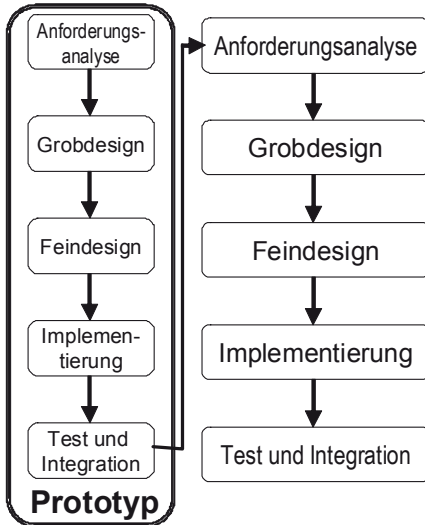 Anforderungs-
analyse
Grobdesign
Feindesign
Implemen-
tierung
Test und
Integration
Prototyp
Anforderungsanalyse
Grobdesign
Feindesign
Implementierung
Test und Integration